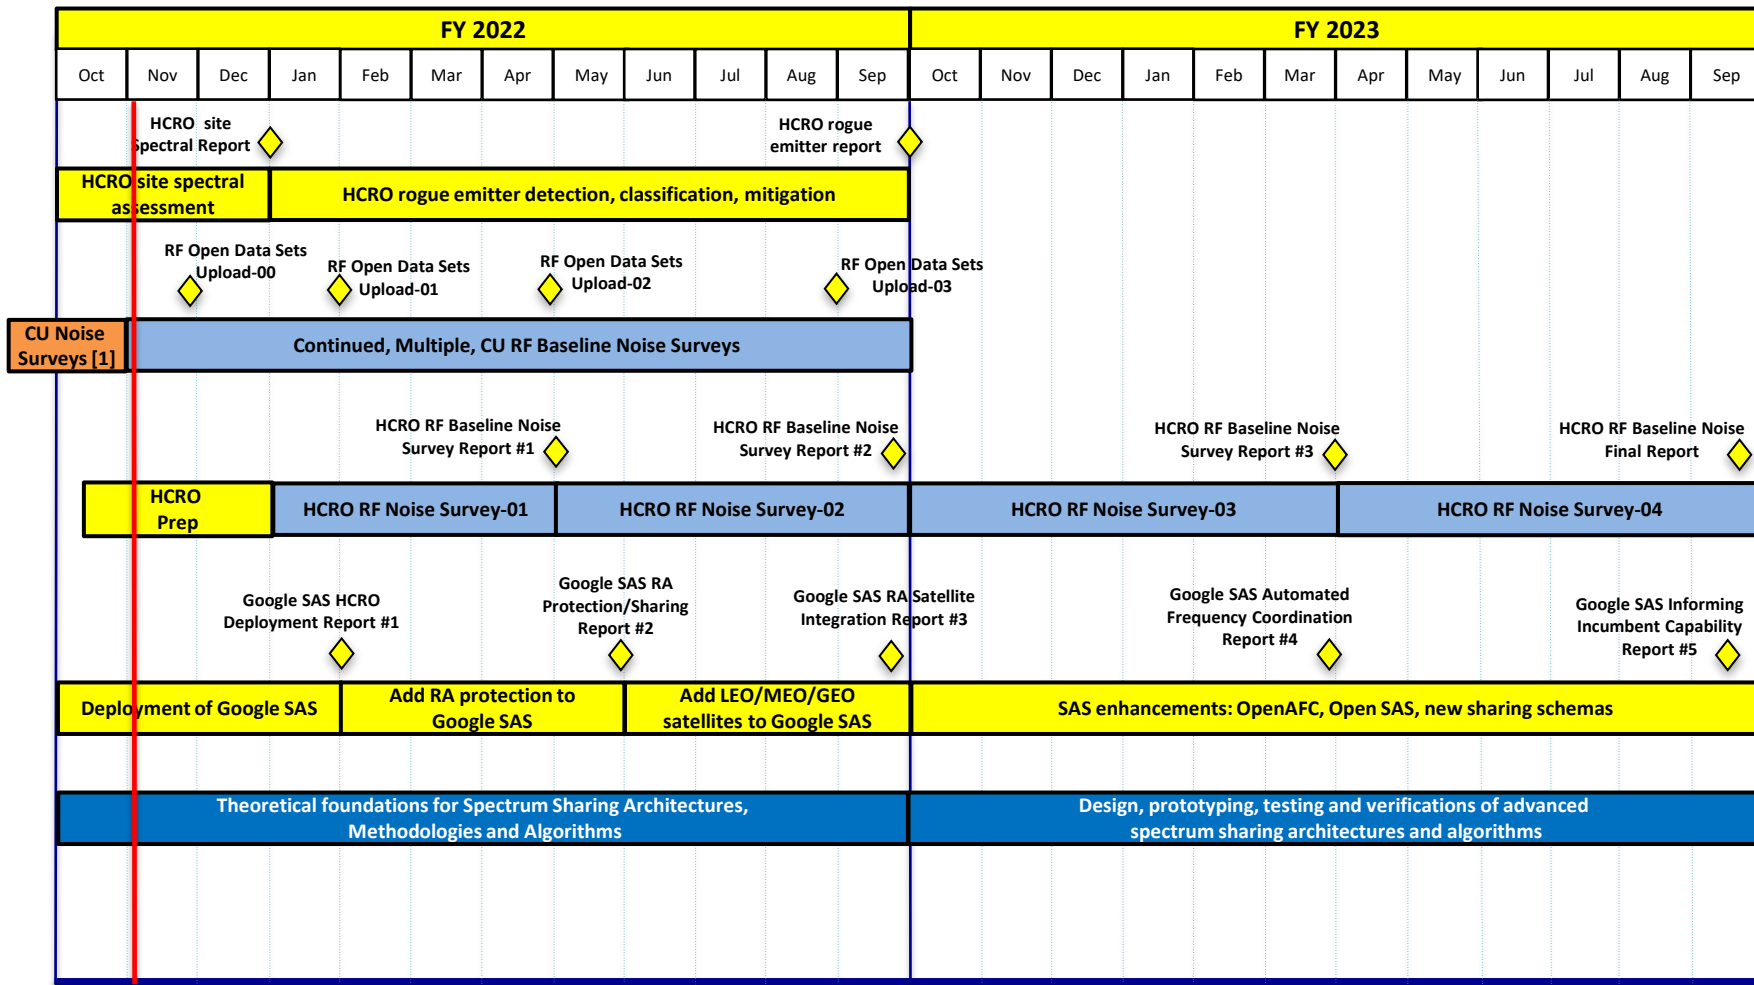 FY 2022
FY 2023
Oct Nov Dec Jan Feb Mar Apr May Jun Jul Aug Sep Oct Nov Dec Jan Feb Mar Apr May Jun Jul Aug Sep
HCRO site
Spectral Report
HCRO rogue
emitter report
HCRO site spectral
assessment
HCRO rogue emitter detection, classification, mitigation
RF Open Data Sets
Upload-00
RF Open Data Sets
Upload-01
RF Open Data Sets
Upload-02
RF Open Data Sets
Upload-03
CU Noise
Surveys [1]
Continued, Multiple, CU RF Baseline Noise Surveys
HCRO RF Baseline Noise
Survey Report #1
HCRO RF Baseline Noise
Survey Report #2
HCRO RF Baseline Noise
Survey Report #3
HCRO RF Baseline Noise
Final Report
HCRO
Prep
HCRO RF Noise Survey-01
HCRO RF Noise Survey-02
HCRO RF Noise Survey-03
HCRO RF Noise Survey-04
Google SAS HCRO
Deployment Report #1
Google SAS RA
Protection/Sharing
Report #2
Google SAS RA Satellite
Integration Report #3
Google SAS Automated
Frequency Coordination
Report #4
Google SAS Informing
Incumbent Capability
Report #5
Deployment of Google SAS
Add RA protection to
Google SAS
Add LEO/MEO/GEO
satellites to Google SAS
SAS enhancements: OpenAFC, Open SAS, new sharing schemas
Theoretical foundations for Spectrum Sharing Architectures,
Methodologies and Algorithms
Design, prototyping, testing and verifications of advanced
spectrum sharing architectures and algorithms